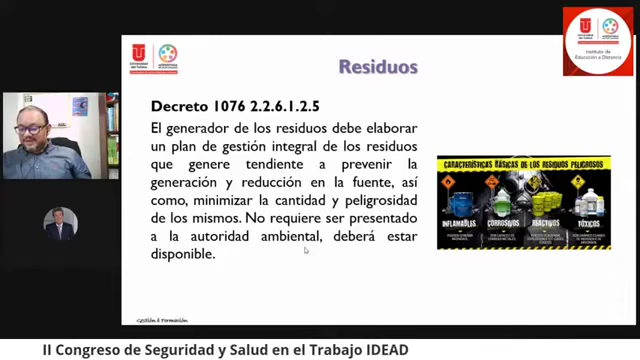 Residuos
Decreto 1076 2.2.6.1.2.5
El generador de los residuos debe elaborar
un plan de gestión integral de los residuos
que genere tendiente a prevenir la
generación y reducción en la fuente, así
como, minimizar la cantidad y peligrosidad
de los mismos. No requiere ser presentado
a la autoridad ambiental, deberá estar
disponible.
CARACTERÍSTICAS BÁSICAS DE LOS RESIDUOS PELIGROSOS
INFLAMABLES
CORROSIVOS
REACTIVOS
TÓXICOS
Gestión & Formación
Universidad
del Tolima
Instituto de
Educación a Distancia
II Congreso de Seguridad y Salud en el Trabajo IDEAD